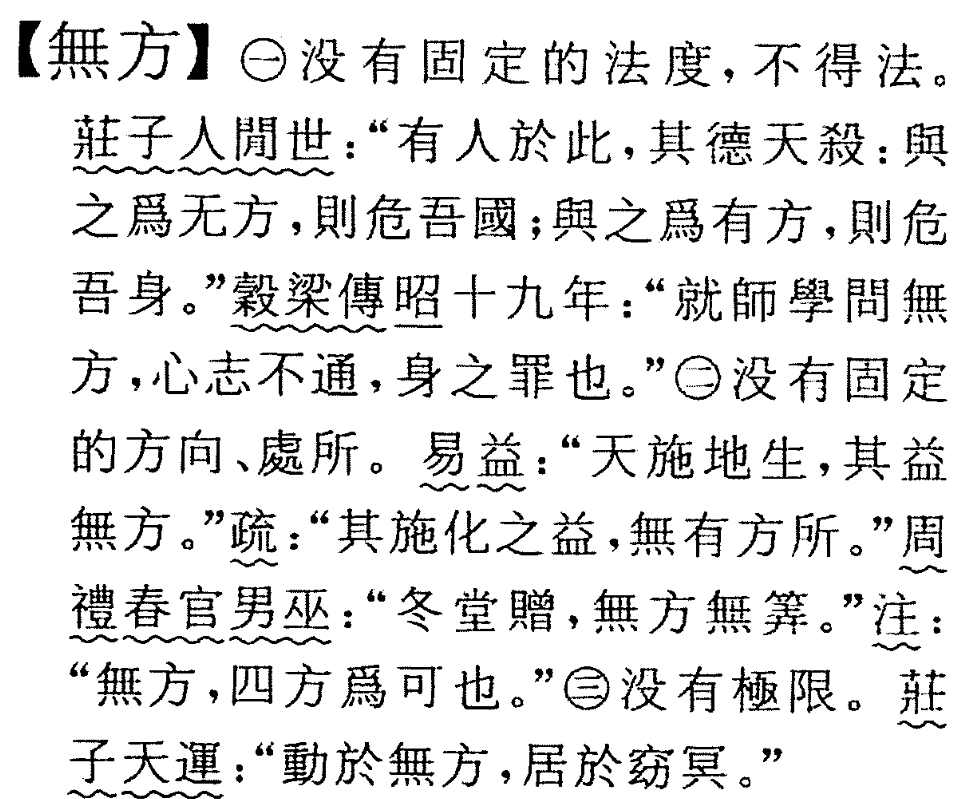 【無方】㊀没有固定的法度，不得法。
莊子人閒世：“有人於此，其德天殺：與
之爲无方，則危吾國；與之爲有方，則危
吾身。”穀梁傳昭十九年：“就師學問無
方，心志不通，身之罪也。”㊁没有固定
的方向、處所。易益：“天施地生，其益
無方。”疏：“其施化之益，無有方所。”周
禮春官男巫：“冬堂贈，無方無筭。”注：
“無方，四方爲可也。”㊂没有極限。莊
子天運：“動於無方，居於窈冥。”